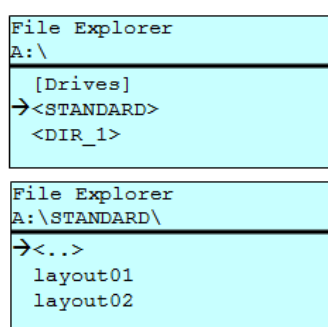 File Explorer
A:\
[Drives]
→<STANDARD>
<DIR_1>
File Explorer
A:\STANDARD\
→<..>
layout01
layout02